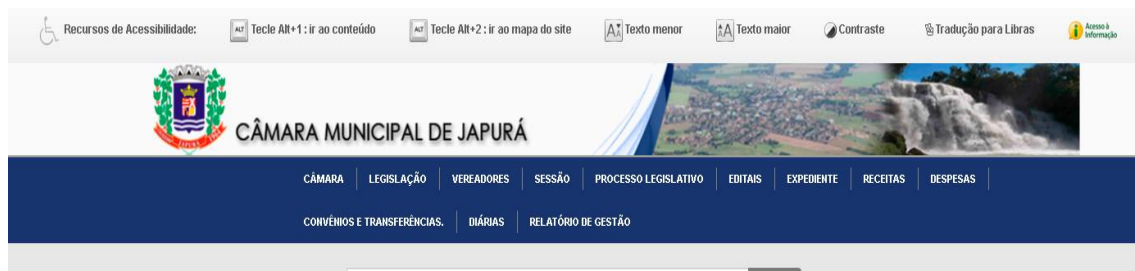 Recursos de Acessibilidade: ALT Tecle Alt+1 : ir ao conteúdo ALT Tecle Alt+2 : ir ao mapa do site Texto menor Texto maior Contraste Tradução para Libras Acesso à Informação
CÂMARA MUNICIPAL DE JAPURÁ
CÂMARA LEGISLAÇÃO VEREADORES SESSÃO PROCESSO LEGISLATIVO EDITAIS EXPEDIENTE RECEITAS DESPESAS
CONVÊNIOS E TRANSFERÊNCIAS. DIÁRIAS RELATÓRIO DE GESTÃO